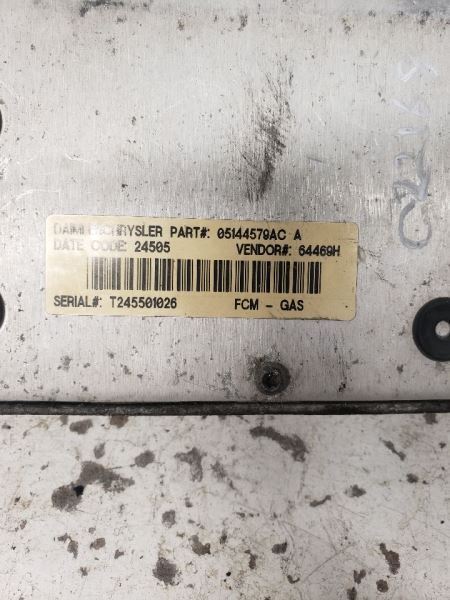 DAIMLERCHRYSLER PART#: 05144579AC A
DATE CODE: 24505 VENDOR#: 64469H
SERIAL#: T245501026 FCM - GAS